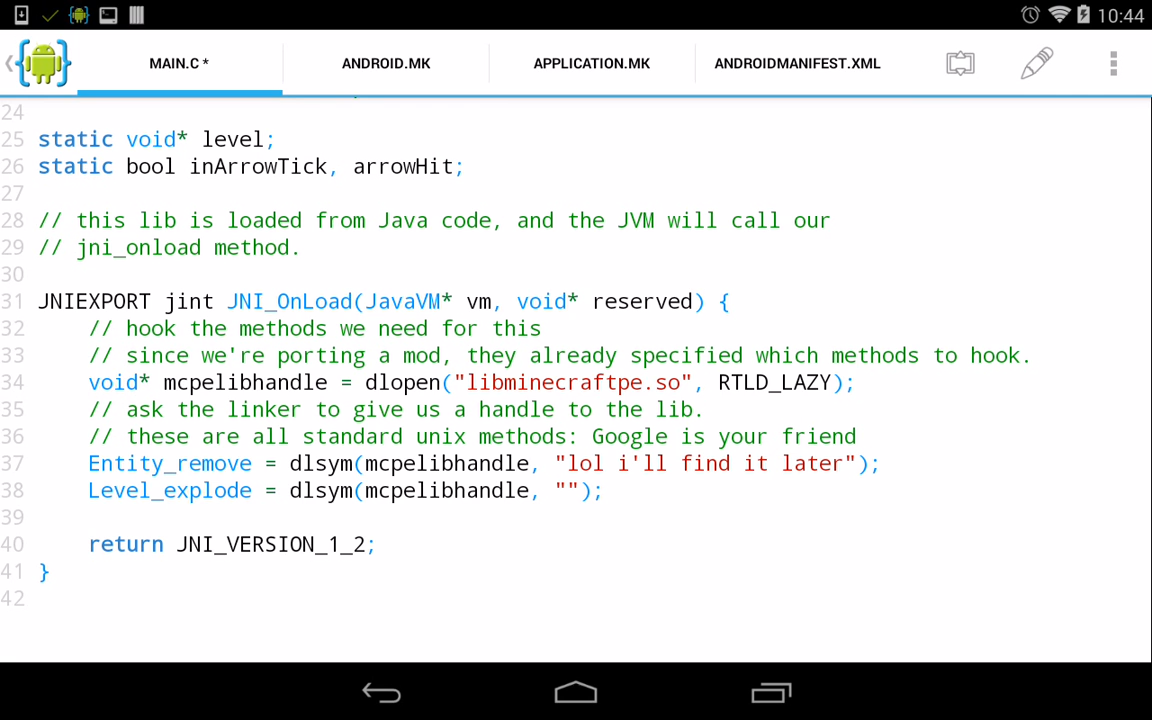 10:44
MAIN.C *
ANDROID.MK
APPLICATION.MK
ANDROIDMANIFEST.XML
24
25 static void* level;
26 static bool inArrowTick, arrowHit;
27
28 // this lib is loaded from Java code, and the JVM will call our
29 // jni_onload method.
30
31 JNIEXPORT jint JNI_OnLoad(JavaVM* vm, void* reserved) {
32 // hook the methods we need for this
33 // since we're porting a mod, they already specified which methods to hook.
34 void* mcpelibhandle = dlopen("libminecraftpe.so", RTLD_LAZY);
35 // ask the linker to give us a handle to the lib.
36 // these are all standard unix methods: Google is your friend
37 Entity_remove = dlsym(mcpelibhandle, "lol i'll find it later");
38 Level_explode = dlsym(mcpelibhandle, "");
39
40 return JNI_VERSION_1_2;
41 }
42